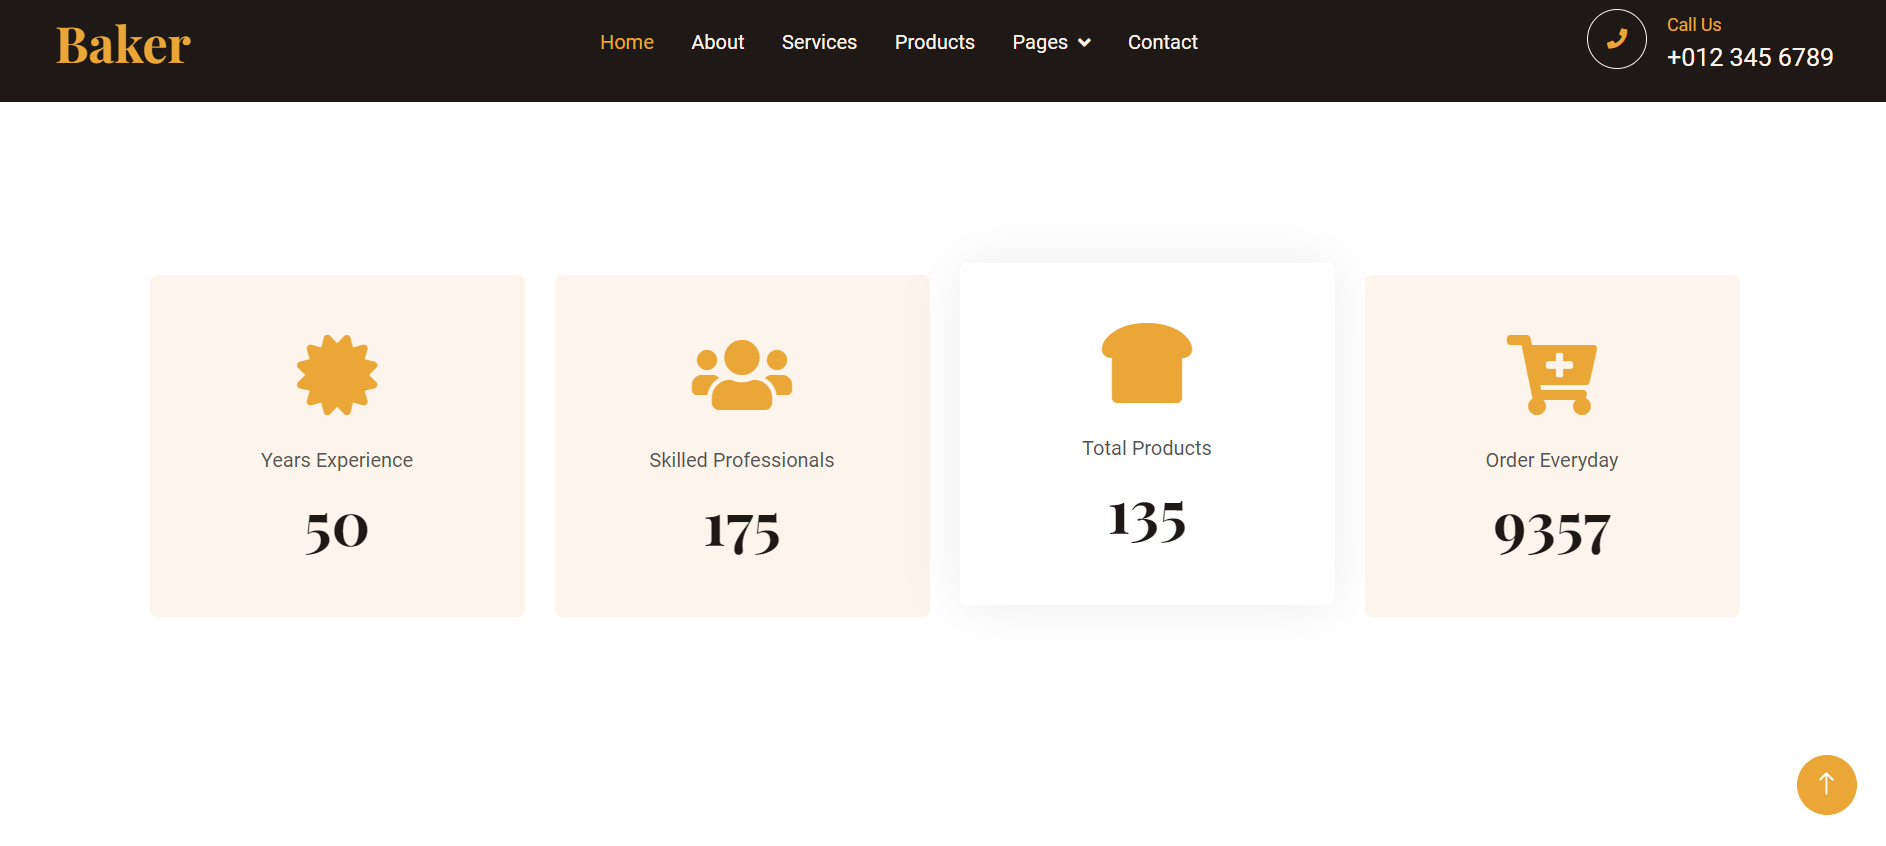 Baker
Home About Services Products Pages Contact
Call Us
+012 345 6789
Years Experience
50
Skilled Professionals
175
Total Products
135
Order Everyday
9357